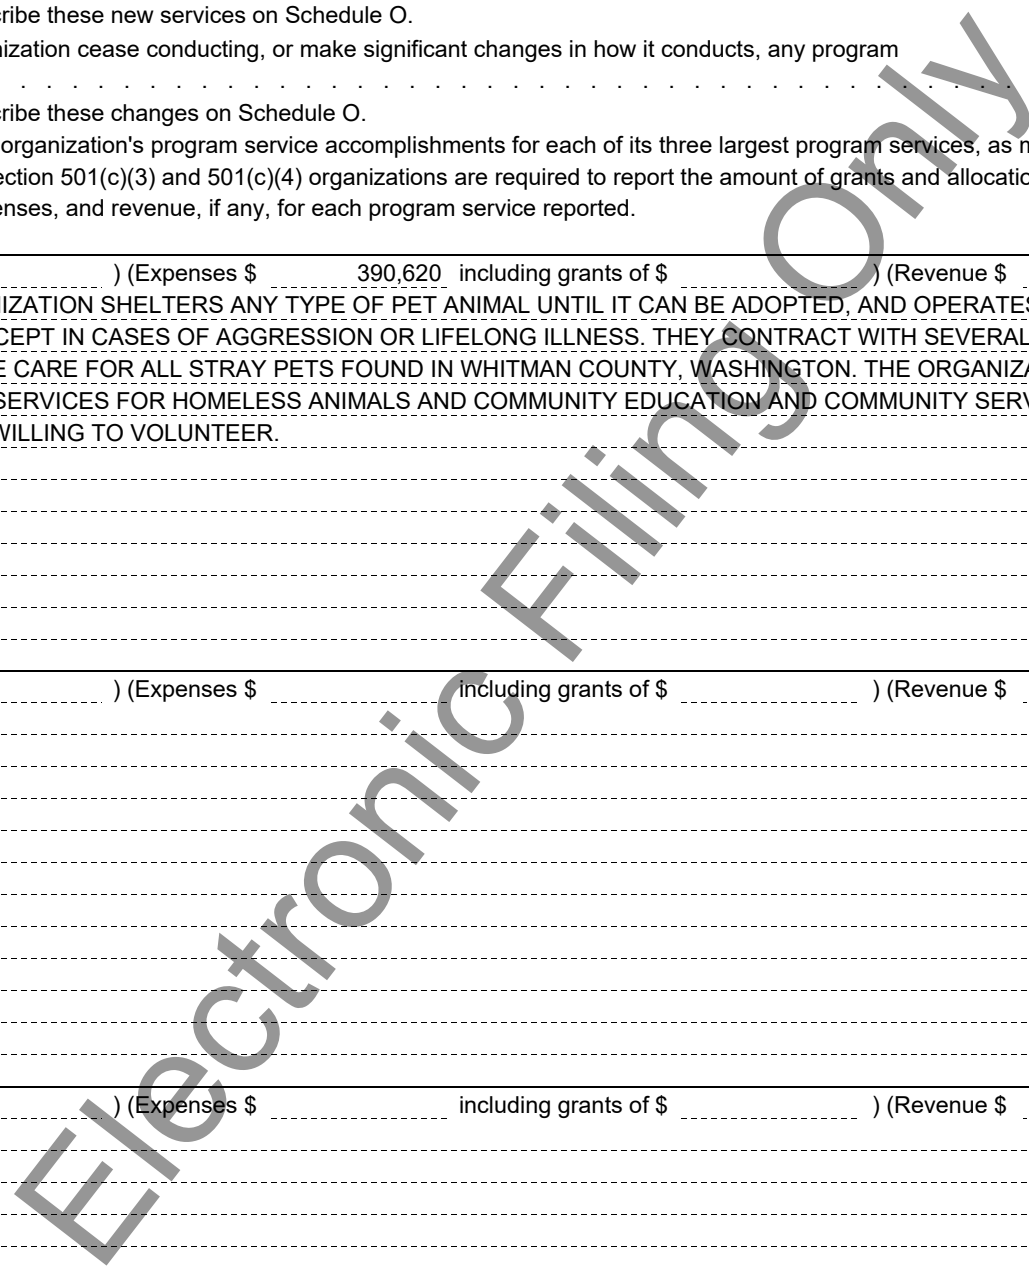 ribe these new services on Schedule O.
nization cease conducting, or make significant changes in how it conducts, any program
. . . . . . . . . . . . . . . . . . . . . . . . . . . . . . . . . . . . . . .
ribe these changes on Schedule O.
organization's program service accomplishments for each of its three largest program services, as m
ection 501(c)(3) and 501(c)(4) organizations are required to report the amount of grants and allocatio
enses, and revenue, if any, for each program service reported.
) (Expenses $ 390,620 including grants of $ ) (Revenue $
IZATION SHELTERS ANY TYPE OF PET ANIMAL UNTIL IT CAN BE ADOPTED, AND OPERATES
CEPT IN CASES OF AGGRESSION OR LIFELONG ILLNESS. THEY CONTRACT WITH SEVERAL
E CARE FOR ALL STRAY PETS FOUND IN WHITMAN COUNTY, WASHINGTON. THE ORGANIZA
SERVICES FOR HOMELESS ANIMALS AND COMMUNITY EDUCATION AND COMMUNITY SERV
WILLING TO VOLUNTEER.
) (Expenses $ including grants of $ ) (Revenue $
) (Expenses $ including grants of $ ) (Revenue $
Electronic Filing Only